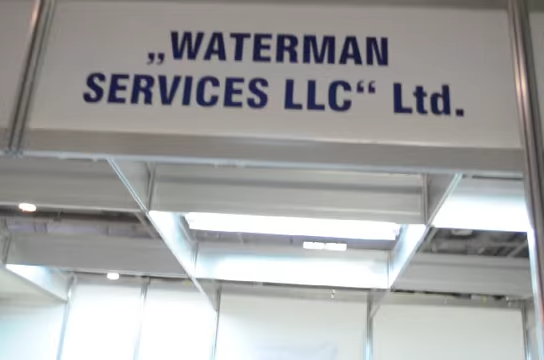 „WATERMAN
SERVICES LLC“ Ltd.